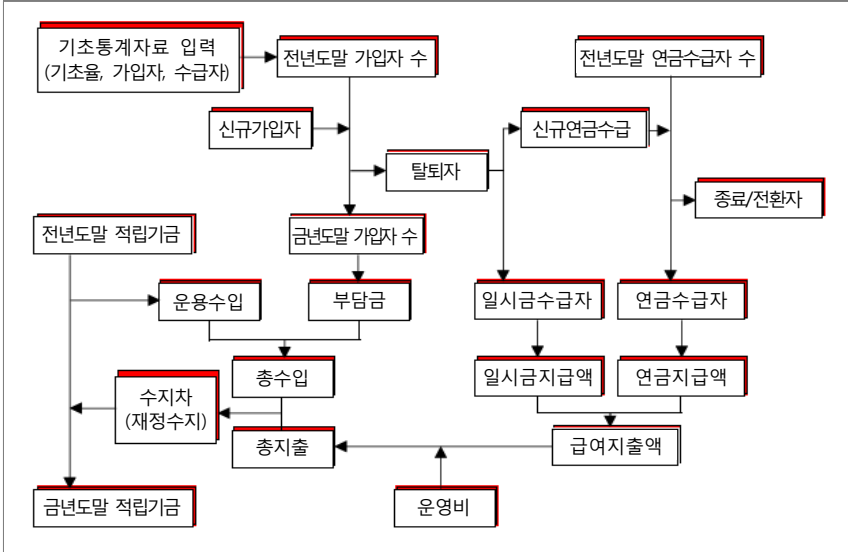 기초통계자료 입력
(기초율, 가입자, 수급자)
전년도말 가입자 수
전년도말 연금수급자 수
신규가입자
신규연금수급
탈퇴자
종료/전환자
전년도말 적립기금
금년도말 가입자 수
운용수입
부담금
일시금수급자
연금수급자
총수입
일시금지급액
연금지급액
수지차
(재정수지)
총지출
급여지출액
금년도말 적립기금
운영비